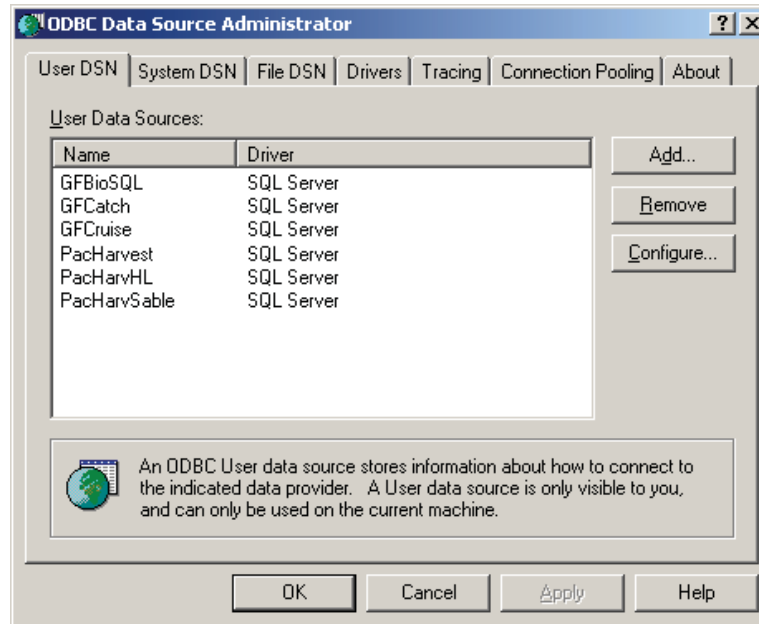 ODBC Data Source Administrator
User DSN System DSN File DSN Drivers Tracing Connection Pooling About
User Data Sources:
Name Driver
GFBioSQL SQL Server
GFCatch SQL Server
GFCruise SQL Server
PacHarvest SQL Server
PacHarvHL SQL Server
PacHarvSable SQL Server
Add...
Remove
Configure...
An ODBC User data source stores information about how to connect to
the indicated data provider. A User data source is only visible to you,
and can only be used on the current machine.
OK Cancel Apply Help